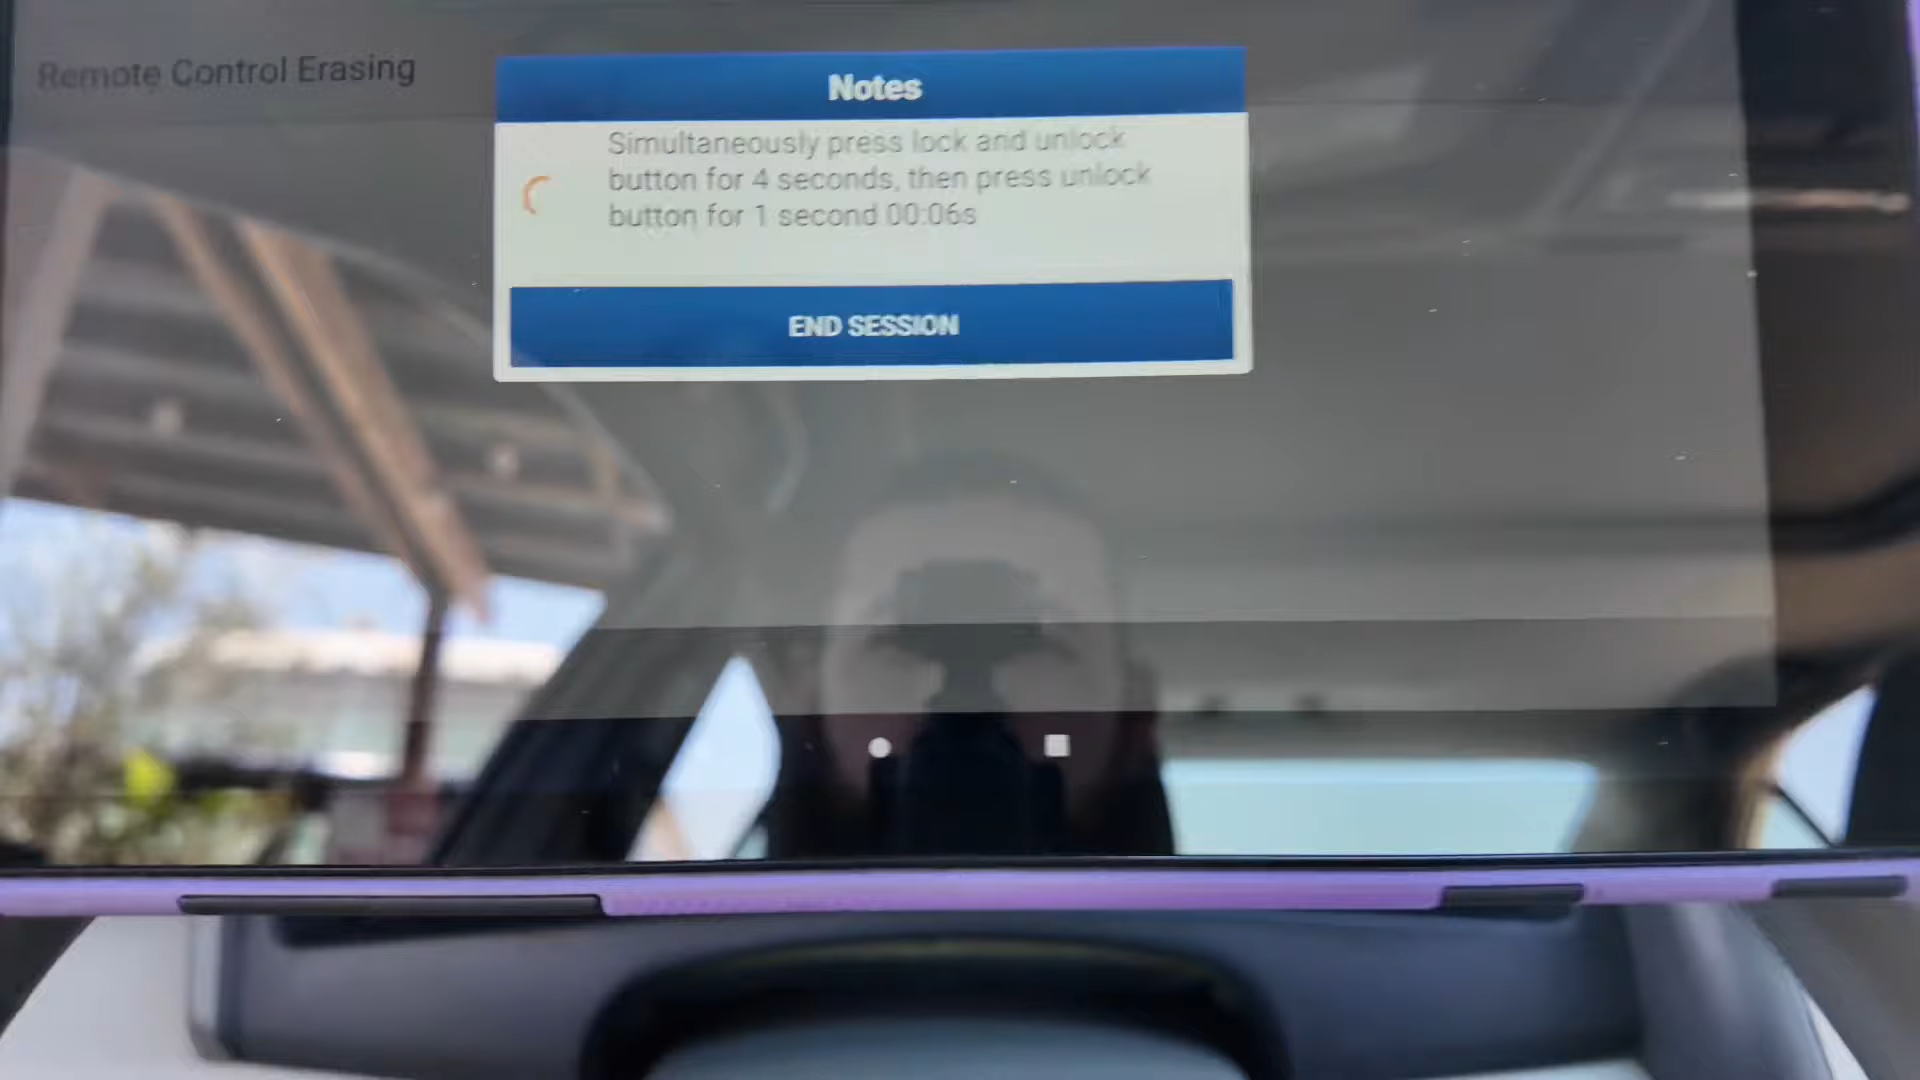 Remote Control Erasing
Notes
Simultaneously press lock and unlock
button for 4 seconds, then press unlock
button for 1 second 00:06s
END SESSION